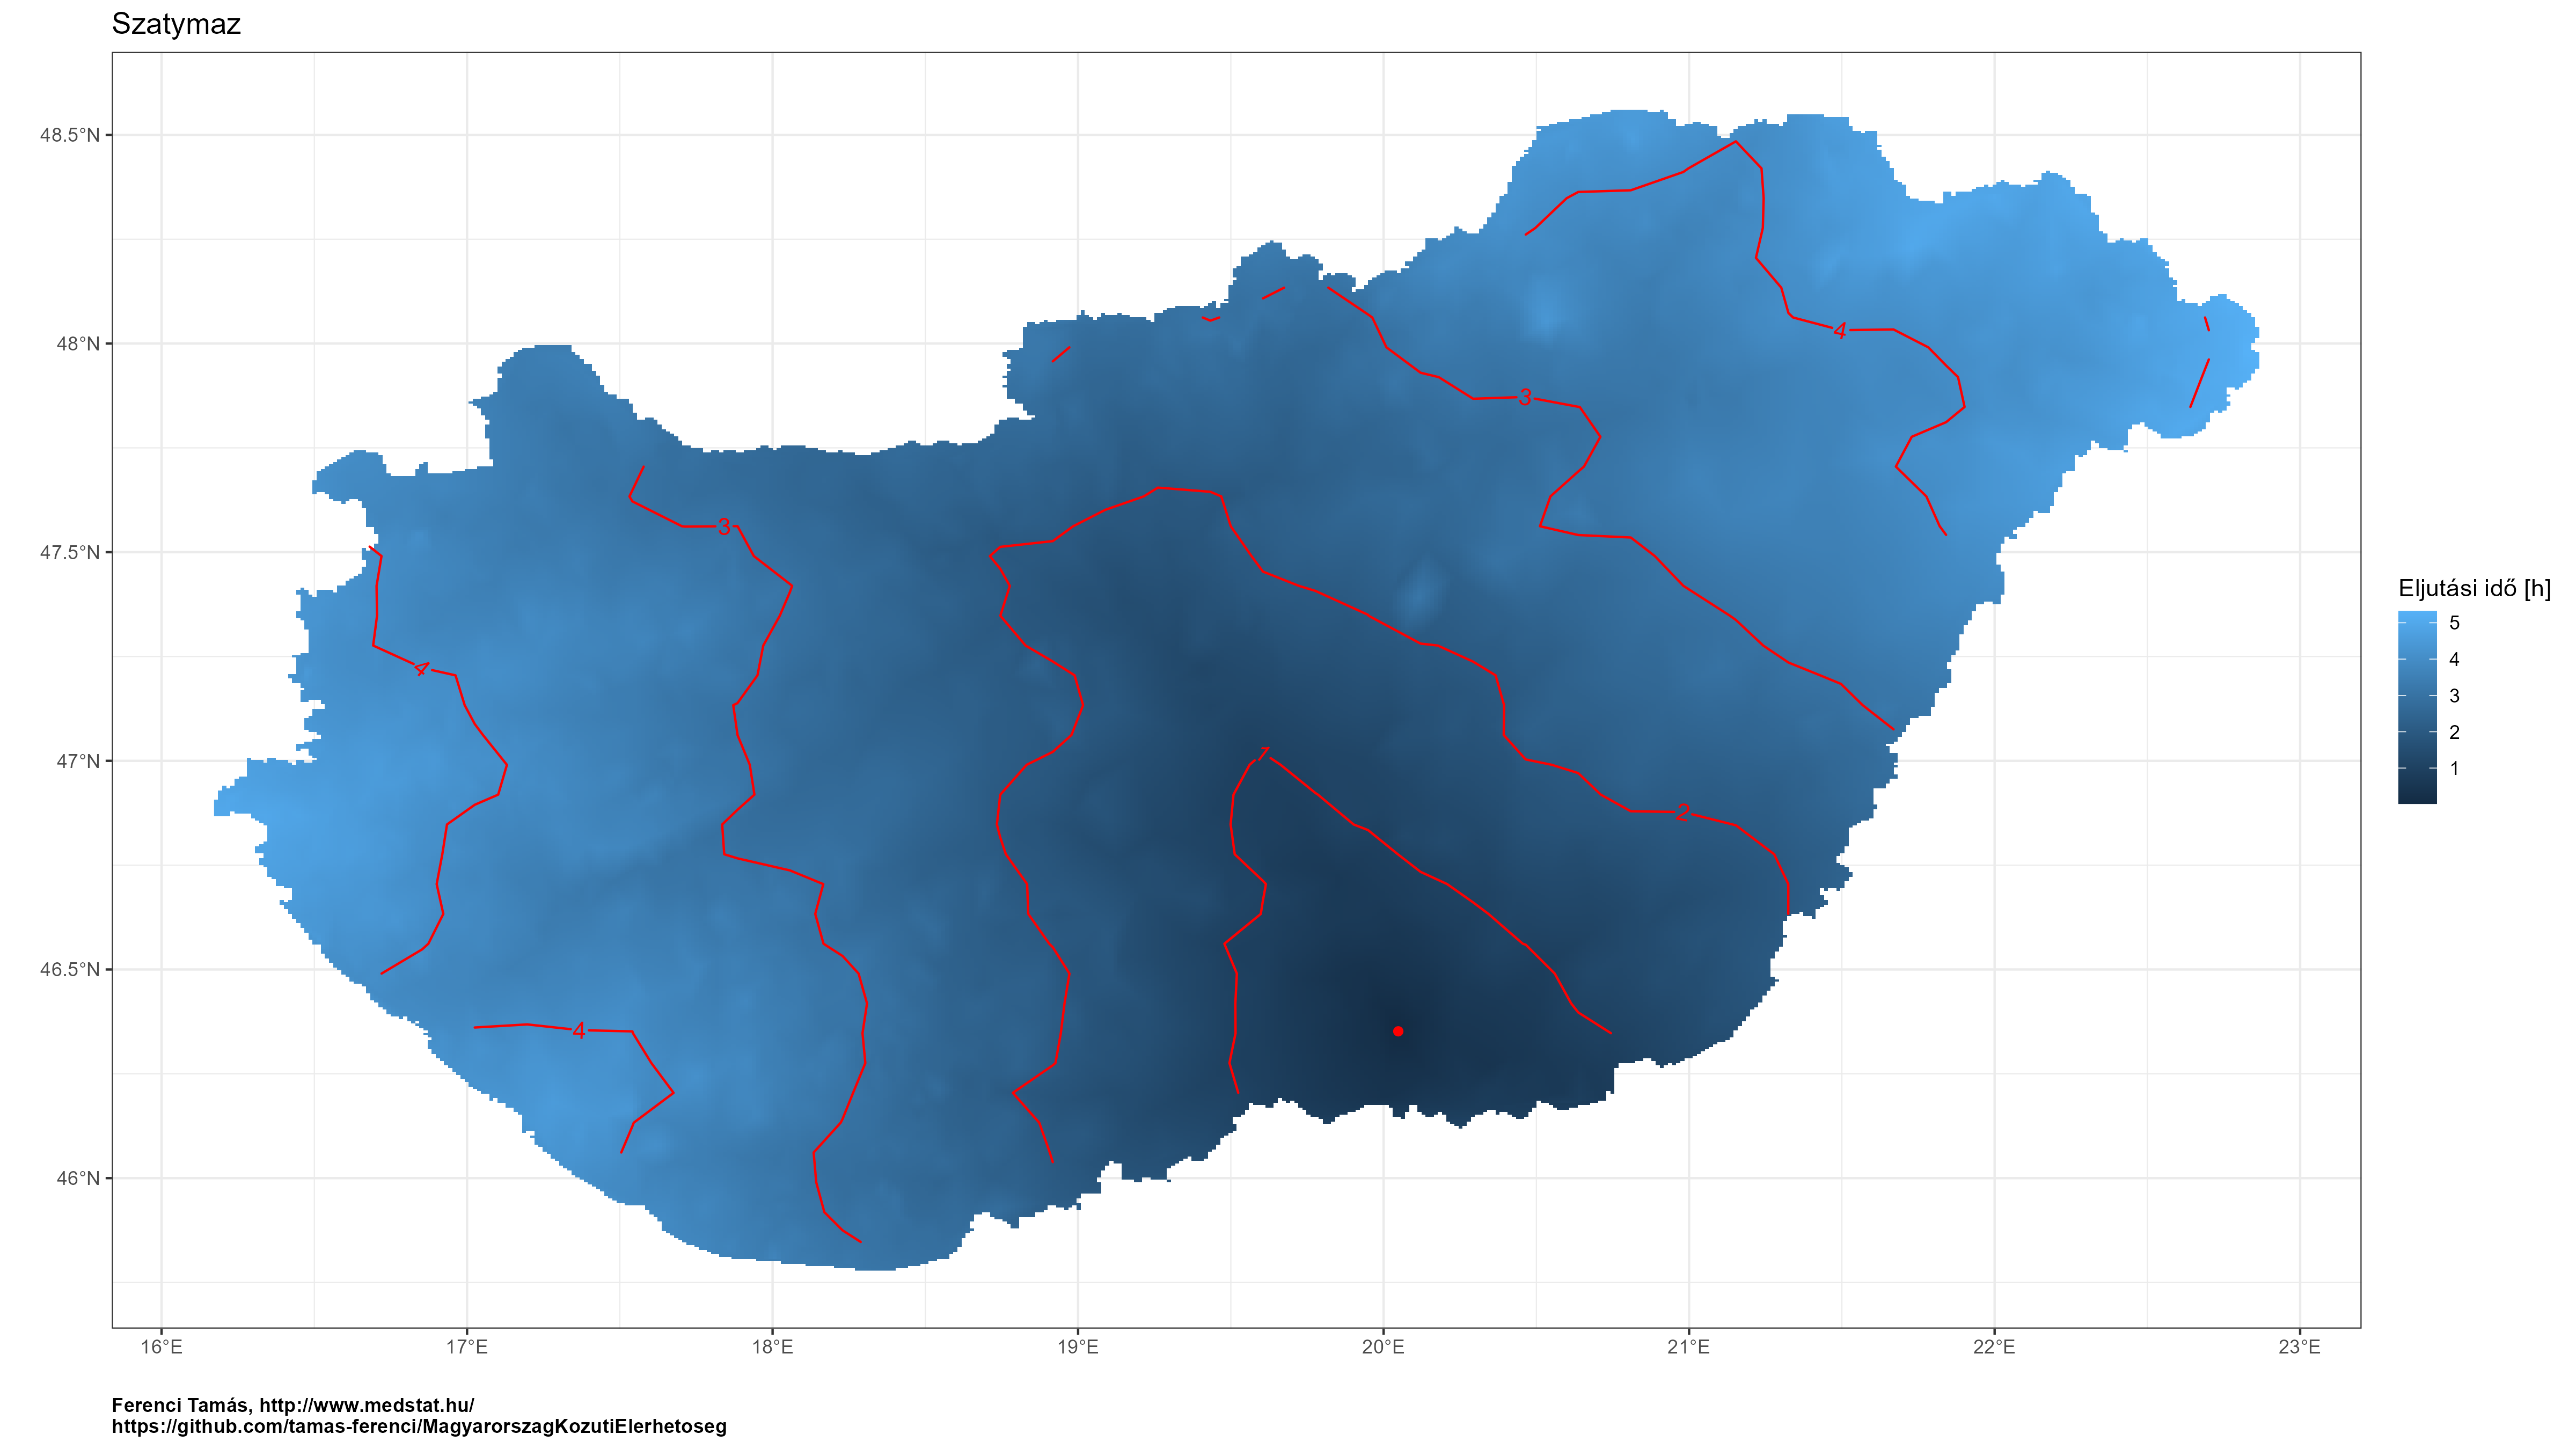 Szatymaz
48.5°N
48°N
47.5°N
47°N
46.5°N
46°N
16°E
17°E
18°E
19°E
20°E
21°E
22°E
23°E
4
3
3
4
1
2
4
Eljutási idő [h]
5
4
3
2
1
Ferenci Tamás, http://www.medstat.hu/
https://github.com/tamas-ferenci/MagyarorszagKozutiElerhetoseg